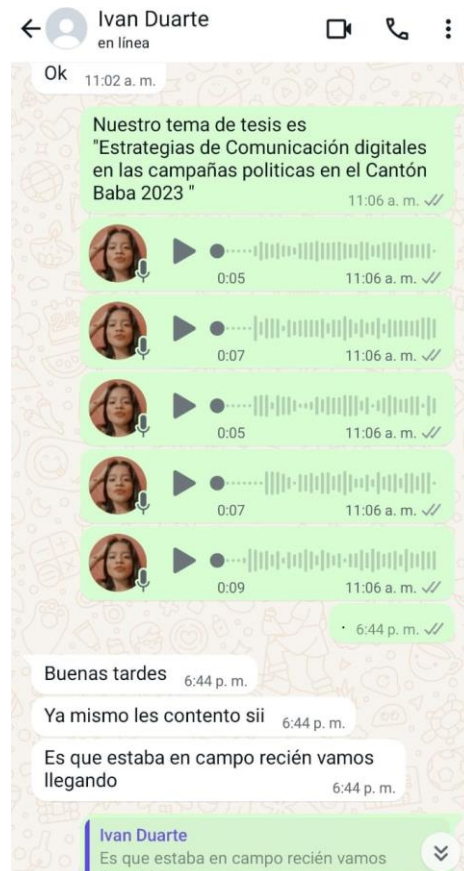 Ivan Duarte
en línea
Ok 11:02 a. m.
Nuestro tema de tesis es
"Estrategias de Comunicación digitales
en las campañas politicas en el Cantón
Baba 2023 "
11:06 a. m.
0:05 11:06 a. m.
0:07 11:06 a. m.
0:05 11:06 a. m.
0:07 11:06 a. m.
0:09 11:06 a. m.
. 6:44 p. m.
Buenas tardes 6:44 p. m.
Ya mismo les contento sii 6:44 p. m.
Es que estaba en campo recién vamos
llegando 6:44 p. m.
Ivan Duarte
Es que estaba en campo recién vamos